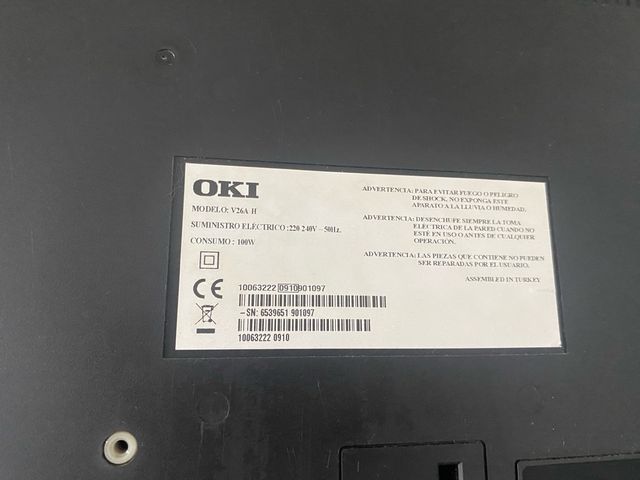 OKI
MODELO: V26A H
SUMINISTRO ELÉCTRICO :220 240V ~ 50Hz.
CONSUMO : 100W
10063222 0910 901097
-SN: 6539651 901097
10063222 0910
ADVERTENCIA: PARA EVITAR FUEGO O PELIGRO
DE SHOCK, NO EXPONGA ESTE
APARATO A LA LLUVIA O HUMEDAD.
ADVERTENCIA: DESENCHUFE SIEMPRE LA TOMA
ELECTRICA DE LA PARED CUANDO NO
ESTÉ EN USO O ANTES DE CUALQUIER
OPERACIÓN.
ADVERTENCIA: LAS PIEZAS QUE CONTIENE NO PUEDEN
SER REPARADAS POR EL USUARIO.
ASSEMBLED IN TURKEY